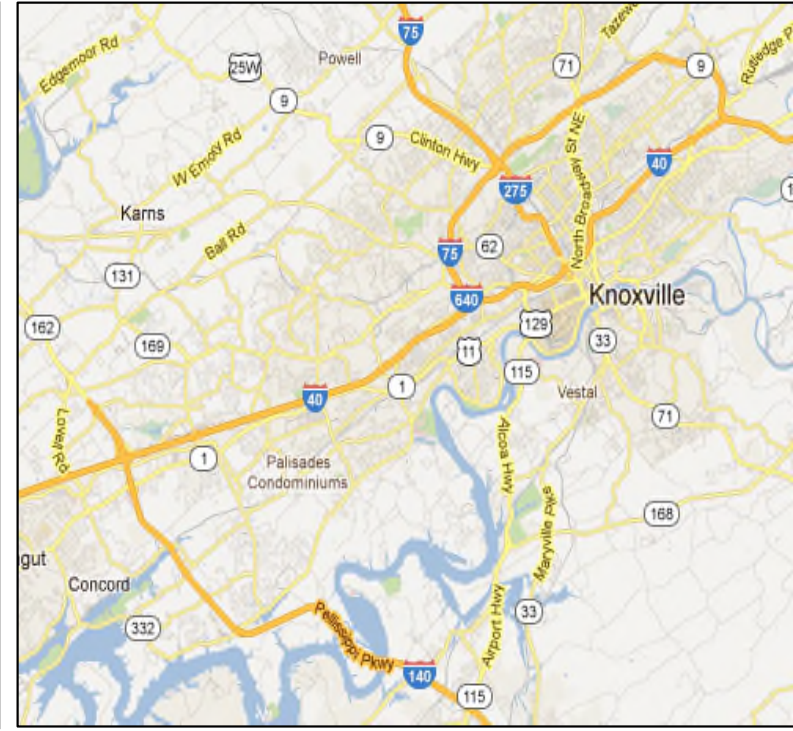 75
Edgemoor Rd
25W
Powell
71
9
Rutledge
9
W Emory Rd
9
Clinton Hwy
40
275
North Broadway St NE
Karns
Ball Rd
75
62
131
640
Knoxville
162
129
33
169
11
115
1
Vestal
40
Lovell Rd
71
1
Palisades
Condominiums
Alcoa Hwy
168
Maryville Pike
gut
Concord
33
332
Pellissippi Pkwy
Airport Hwy
140
115